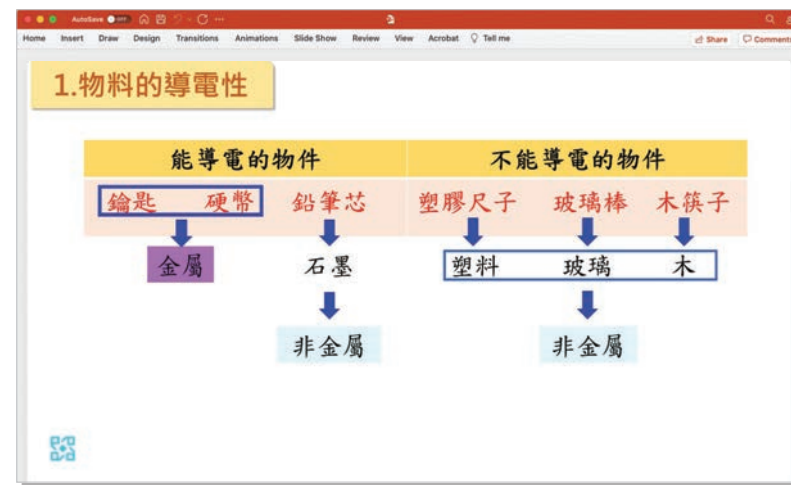 AutoSave OFF
Home Insert Draw Design Transitions Animations Slide Show Review View Acrobat Tell me Share Comments
1.物料的導電性
能導電的物件 不能導電的物件
鑰匙 硬幣 鉛筆芯 塑膠尺子 玻璃棒 木筷子
金屬 石墨 塑料 玻璃 木
非金屬 非金屬